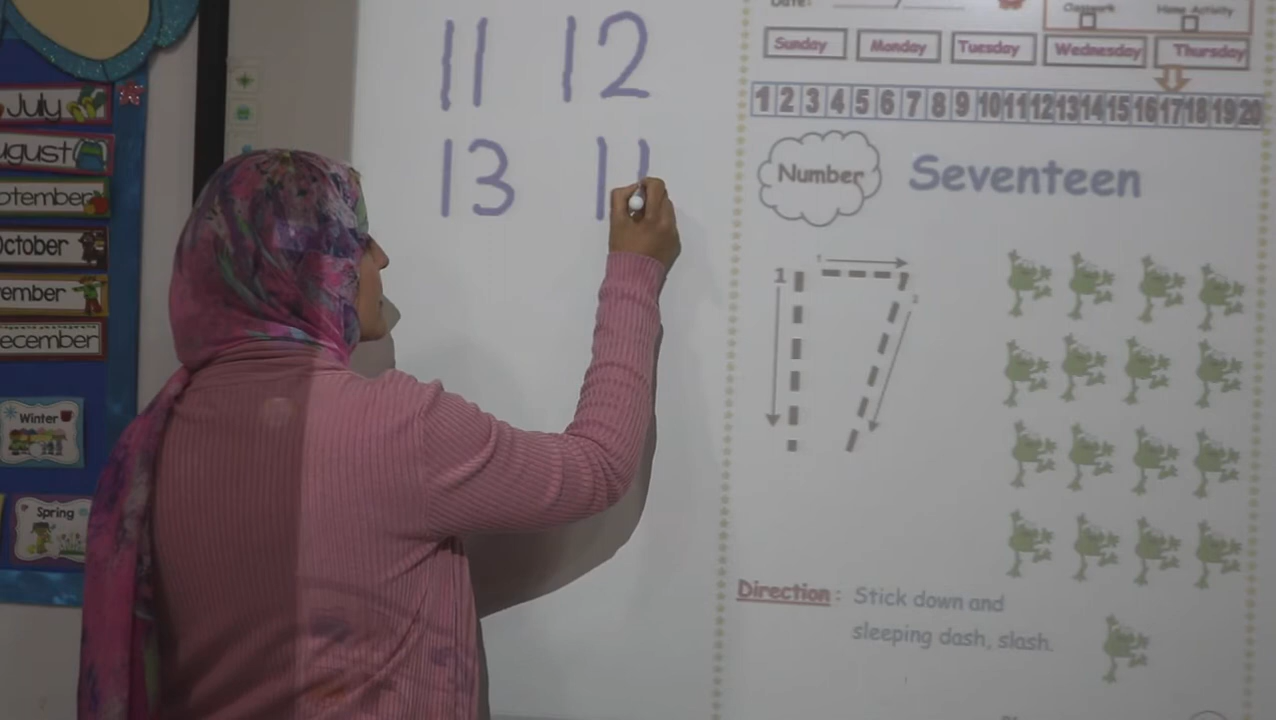 July
ugust
ptember
October
ember
ecember
Winter
Spring
11 12
13
Date: / 
Classwork Home Activity
Sunday Monday Tuesday Wednesday Thursday
1 2 3 4 5 6 7 8 9 10 11 12 13 14 15 16 17 18 19 20
Number Seventeen
1
Direction: Stick down and
sleeping dash, slash.